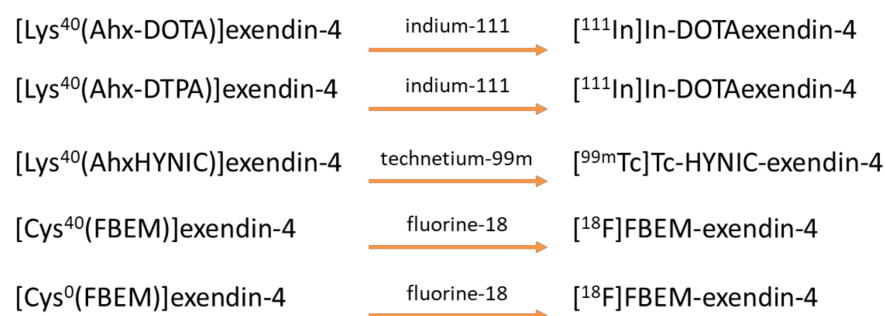 [Lys⁴⁰(Ahx-DOTA)]exendin-4 indium-111 [¹¹¹In]In-DOTAexendin-4
[Lys⁴⁰(Ahx-DTPA)]exendin-4 indium-111 [¹¹¹In]In-DOTAexendin-4
[Lys⁴⁰(AhxHYNIC)]exendin-4 technetium-99m [⁹⁹ᵐTc]Tc-HYNIC-exendin-4
[Cys⁴⁰(FBEM)]exendin-4 fluorine-18 [¹⁸F]FBEM-exendin-4
[Cys⁰(FBEM)]exendin-4 fluorine-18 [¹⁸F]FBEM-exendin-4